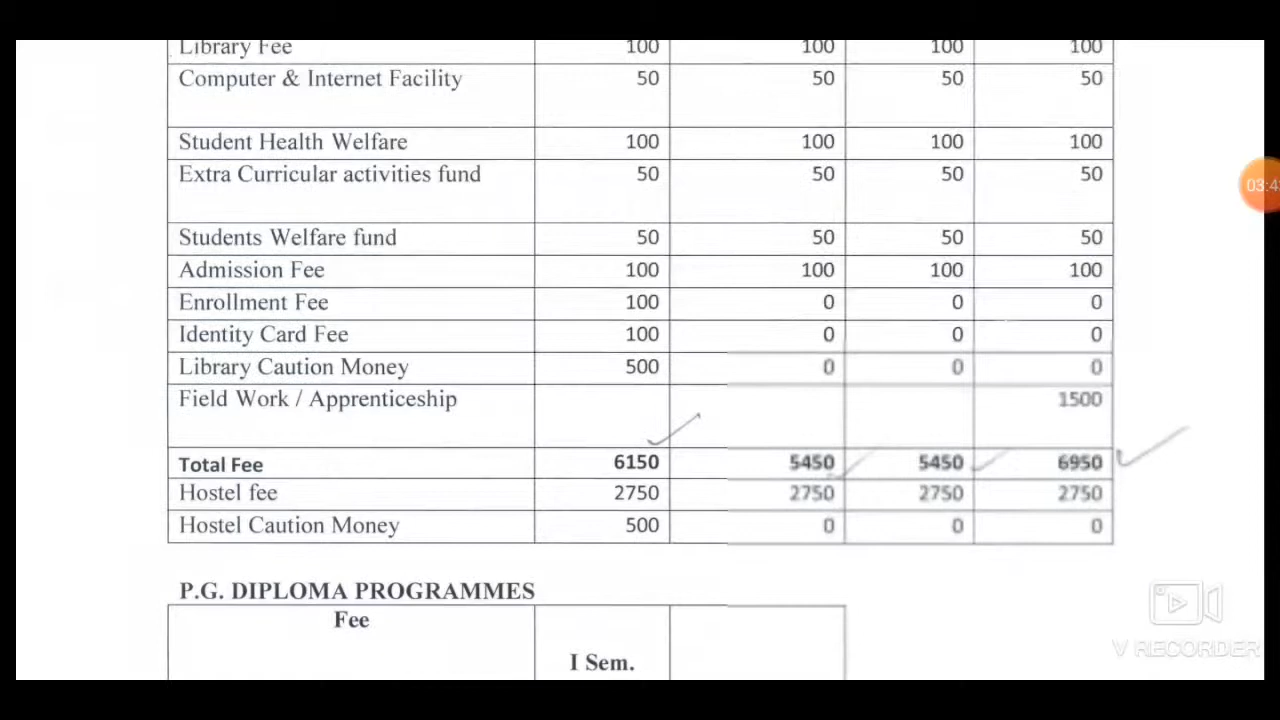 Library Fee 100 100 100 100
Computer & Internet Facility 50 50 50 50
Student Health Welfare 100 100 100 100
Extra Curricular activities fund 50 50 50 50
Students Welfare fund 50 50 50 50
Admission Fee 100 100 100 100
Enrollment Fee 100 0 0 0
Identity Card Fee 100 0 0 0
Library Caution Money 500 0 0 0
Field Work / Apprenticeship 1500
Total Fee 6150 5450 5450 6950
Hostel fee 2750 2750 2750 2750
Hostel Caution Money 500 0 0 0
P.G. DIPLOMA PROGRAMMES
Fee
I Sem.
V RECORDER